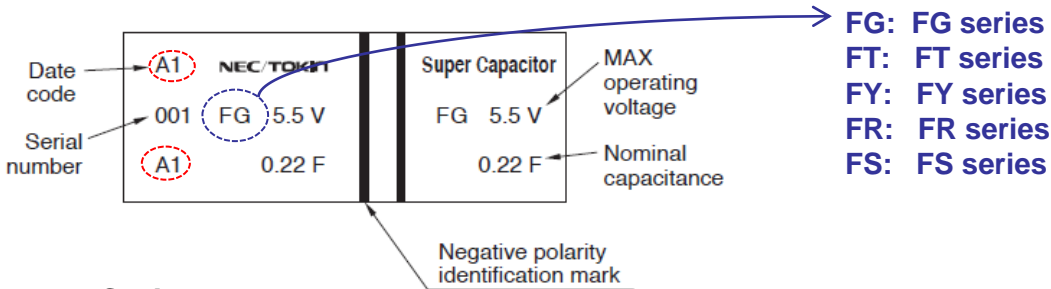 FG: FG series
FT: FT series
FY: FY series
FR: FR series
FS: FS series
Date
code
Serial
number
A1 NEC/TOKIN
001 FG 5.5 V
A1 0.22 F
Super Capacitor
FG 5.5 V
0.22 F
MAX
operating
voltage
Nominal
capacitance
Negative polarity
identification mark